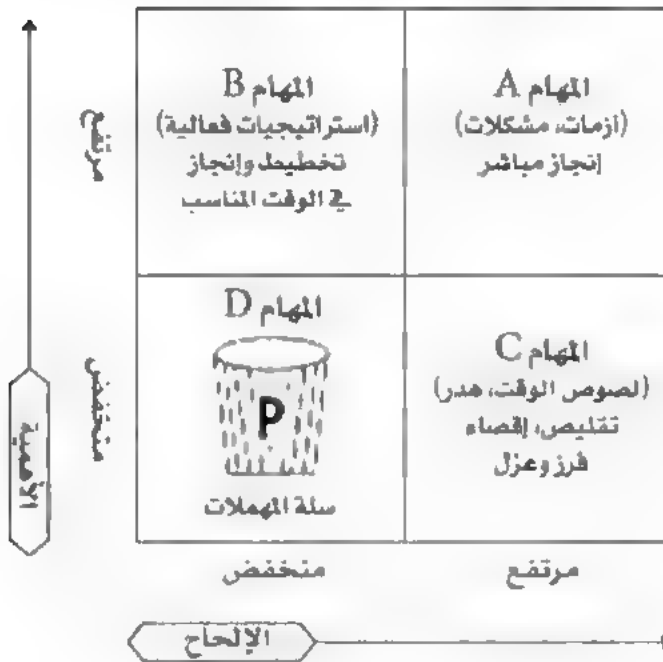 المهام A
(ازمات، مشكلات)
إنجاز مباشر
المهام B
(استراتيجيات فعالية)
تخطيط وإنجاز
في الوقت المناسب
مرتفع
المهام C
(لصوص الوقت، هدر)
تقليص، إقصاء
فرز وعزل
المهام D
P
سلة المهملات
منخفض
الأهمية
مرتفع
منخفض
الإلحاح